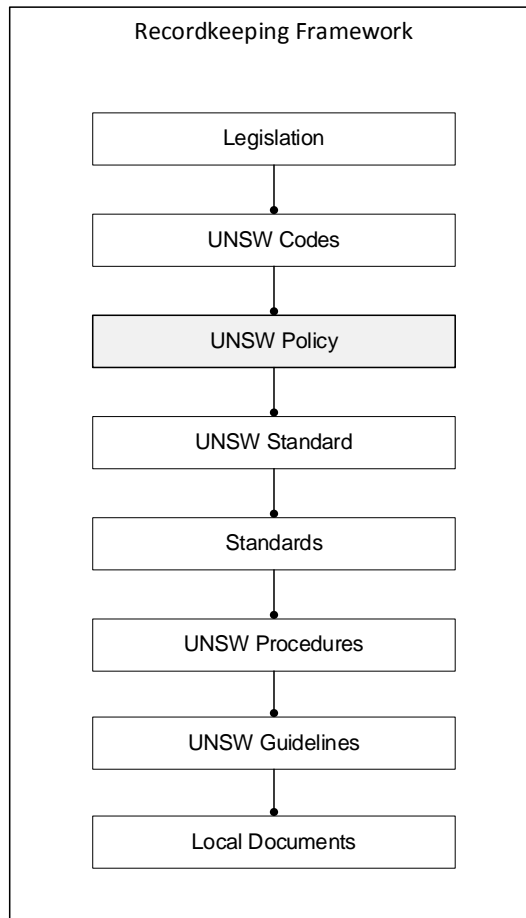 Recordkeeping Framework
Legislation
UNSW Codes
UNSW Policy
UNSW Standard
Standards
UNSW Procedures
UNSW Guidelines
Local Documents